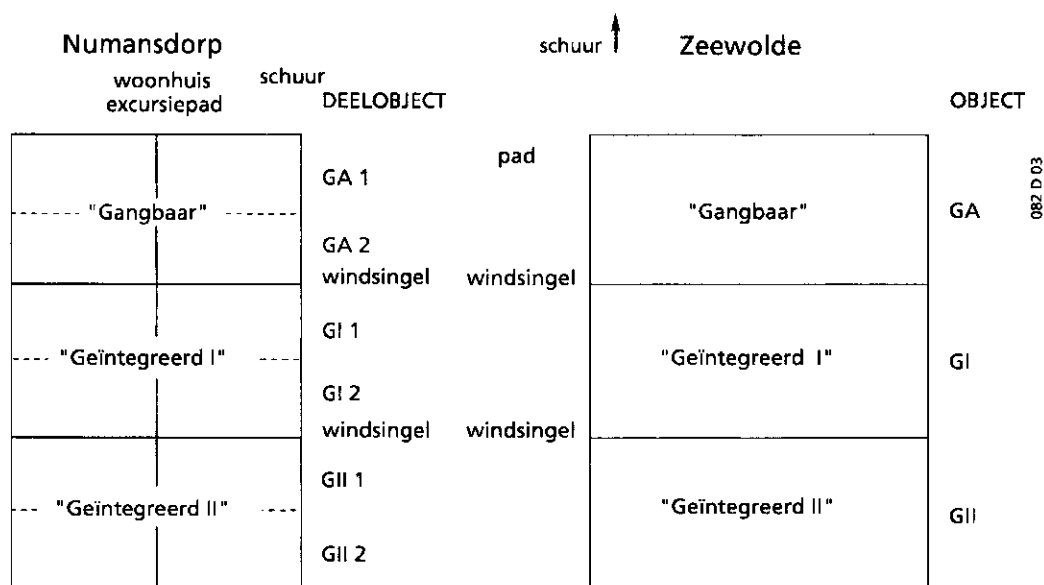 Numansdorp
woonhuis
excursiepad
schuur
DEELOBJECT
"Gangbaar"
GA 1
GA 2
windsingel
"Geïntegreerd I"
GI 1
GI 2
windsingel
"Geïntegreerd II"
GII 1
GII 2
schuur
Zeewolde
OBJECT
pad
"Gangbaar"
GA
windsingel
"Geïntegreerd I"
GI
windsingel
"Geïntegreerd II"
GII
082 D 03